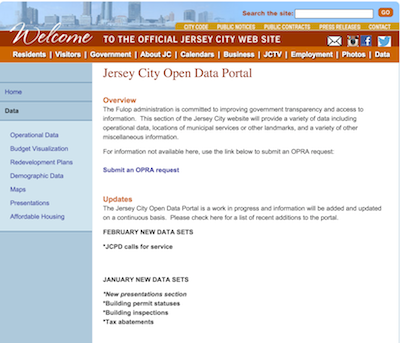 Search the site: GO
CITY CODE PUBLIC NOTICES PUBLIC CONTRACTS PRESS RELEASES CONTACT
Welcome TO THE OFFICIAL JERSEY CITY WEB SITE
Residents | Visitors | Government | About JC | Calendars | Business | JCTV | Employment | Photos | Data
Home
Data
Operational Data
Budget Visualization
Redevelopment Plans
Demographic Data
Maps
Presentations
Affordable Housing
Jersey City Open Data Portal
Overview
The Fulop administration is committed to improving government transparency and access to
information. This section of the Jersey City website will provide a variety of data including
operational data, locations of municipal services or other landmarks, and a variety of other
miscellaneous information.
For information not available here, use the link below to submit an OPRA request:
Submit an OPRA request
Updates
The Jersey City Open Data Portal is a work in progress and information will be added and updated
on a continuous basis. Please check here for a list of recent additions to the portal.
FEBRUARY NEW DATA SETS
*JCPD calls for service
JANUARY NEW DATA SETS
*New presentations section
*Building permit statuses
*Building inspections
*Tax abatements